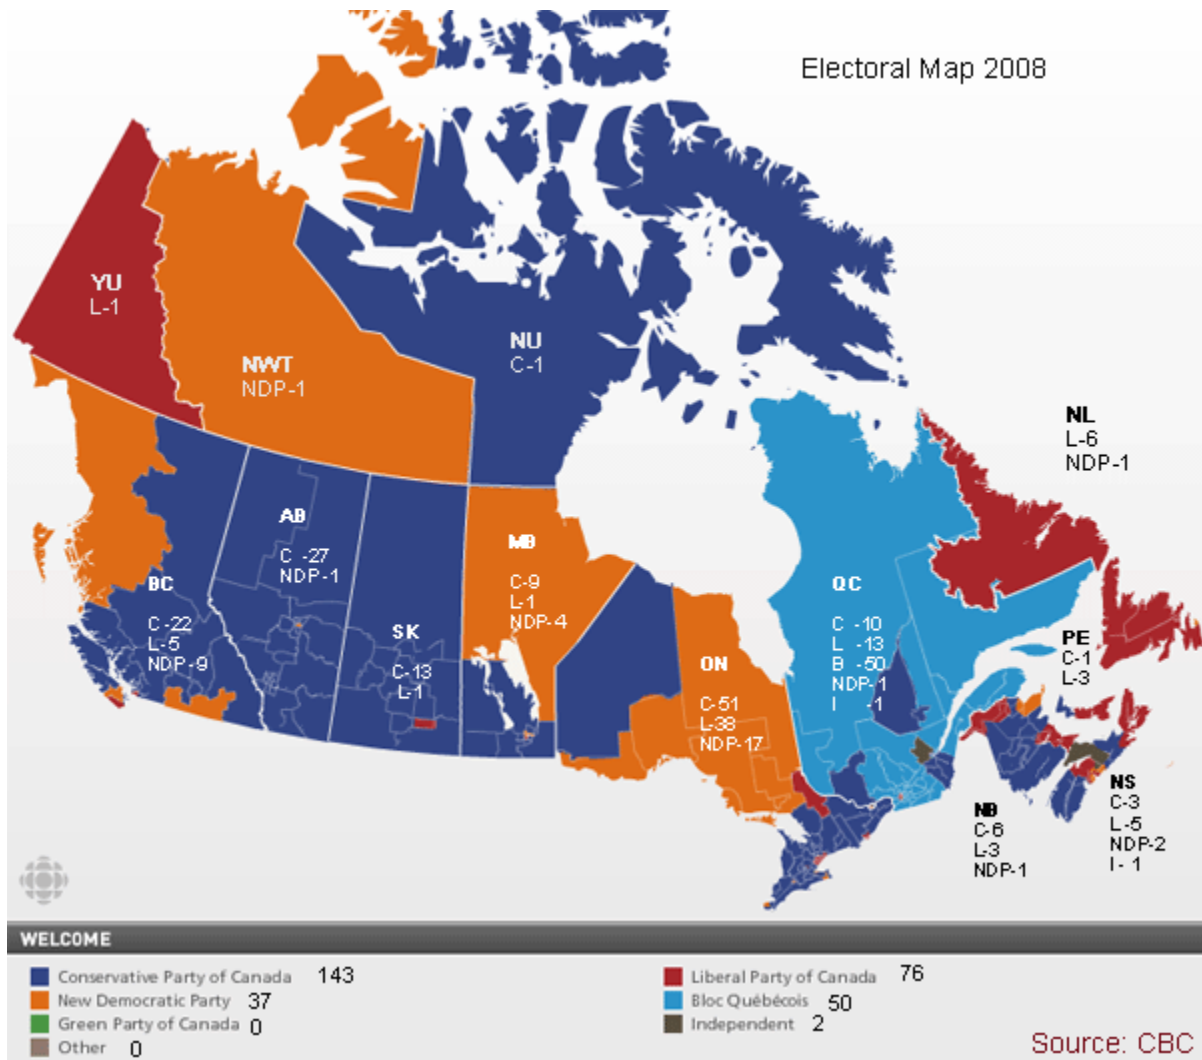 Electoral Map 2008
YU
L-1
NWT
NDP-1
NU
C-1
NL
L-6
NDP-1
AB
C -27
NDP-1
BC
C -22
L -5
NDP -9
SK
C-13
L-1
MB
C-9
L-1
NDP-4
ON
C-51
L-38
NDP-17
QC
C -10
L -13
B -50
NDP-1
I -1
PE
C-1
L-3
NB
C-6
L-3
NDP-1
NS
C-3
L -5
NDP-2
I - 1
WELCOME
Conservative Party of Canada 143
New Democratic Party 37
Green Party of Canada 0
Other 0
Liberal Party of Canada 76
Bloc Québécois 50
Independent 2
Source: CBC